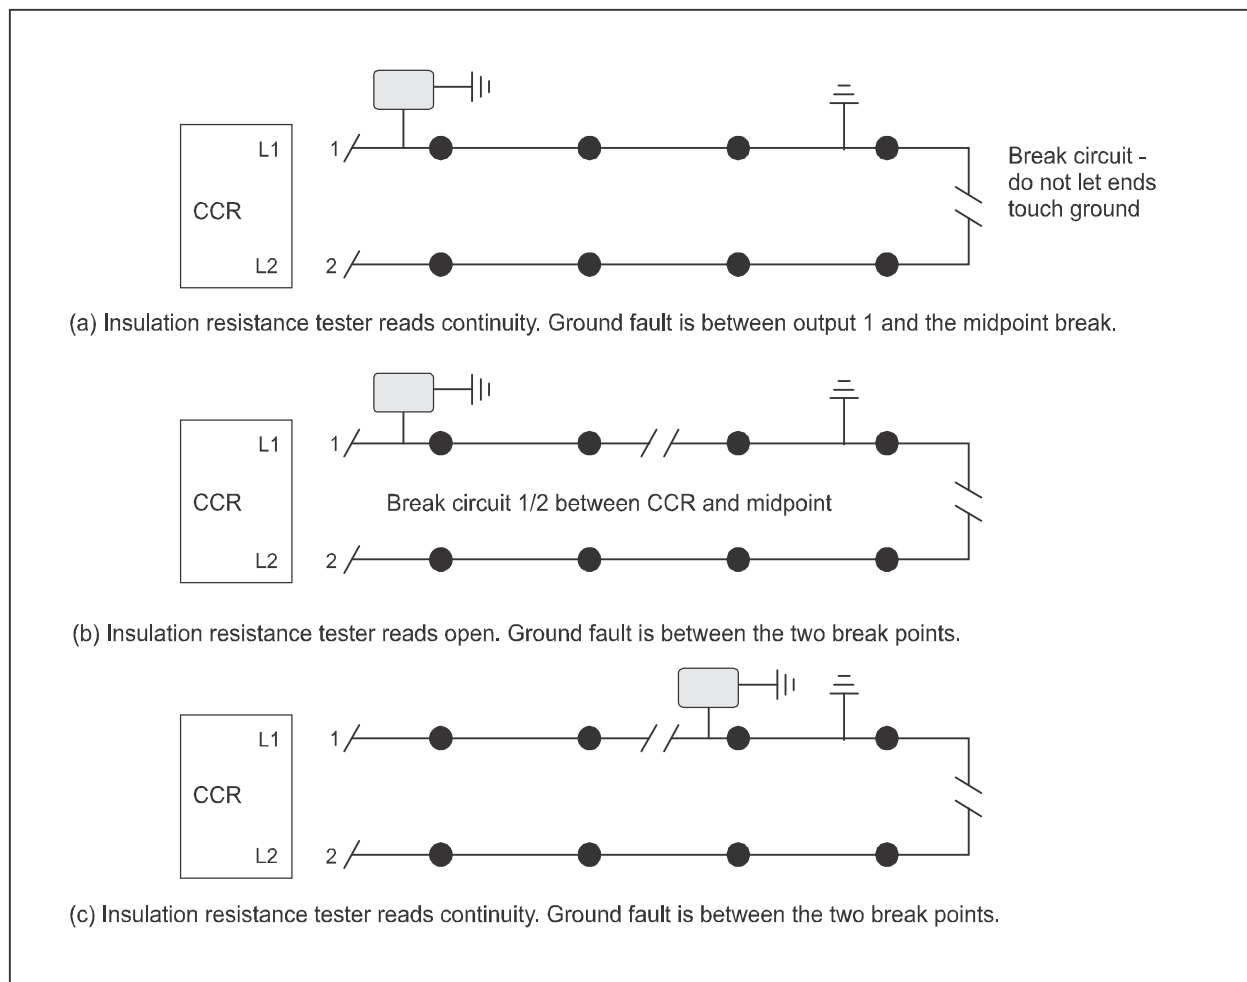 L1
1
CCR
L2
2
Break circuit -
do not let ends
touch ground
(a) Insulation resistance tester reads continuity. Ground fault is between output 1 and the midpoint break.
L1
1
CCR
Break circuit 1/2 between CCR and midpoint
L2
2
(b) Insulation resistance tester reads open. Ground fault is between the two break points.
L1
1
CCR
L2
2
(c) Insulation resistance tester reads continuity. Ground fault is between the two break points.